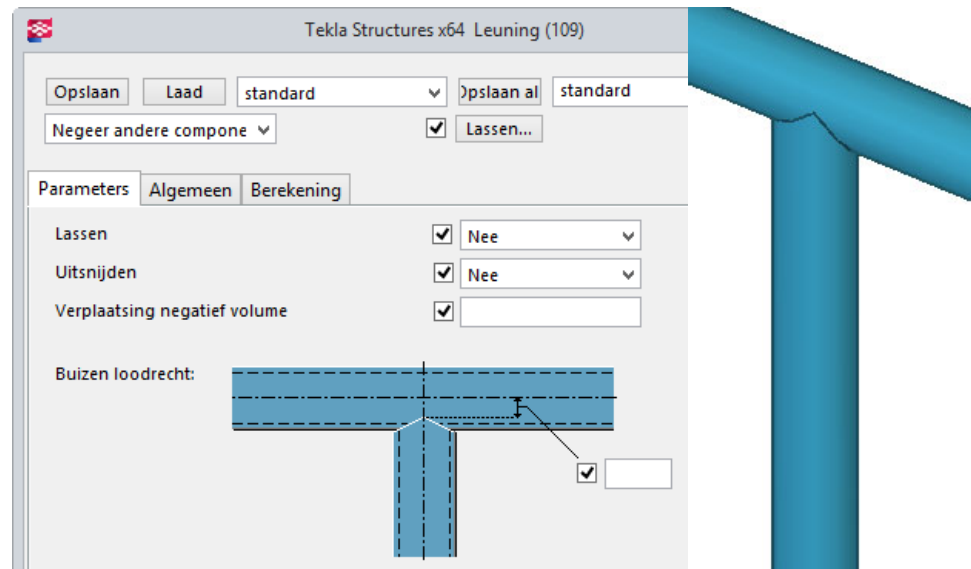 Tekla Structures x64 Leuning (109)
Opslaan Laad standard Opslaan al standard
Negeer andere compone Lassen...
Parameters Algemeen Berekening
Lassen Nee
Uitsnijden Nee
Verplaatsing negatief volume
Buizen loodrecht: